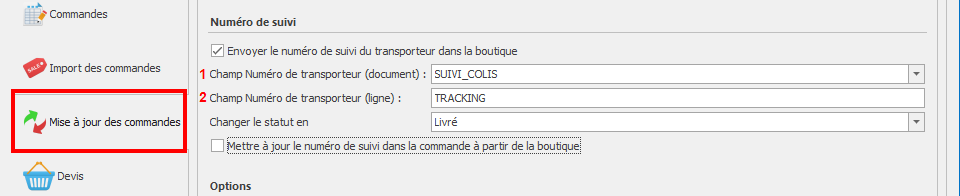 Commandes
Import des commandes
Mise à jour des commandes
Devis
Numéro de suivi
Envoyer le numéro de suivi du transporteur dans la boutique
1 Champ Numéro de transporteur (document) : SUIVI_COLIS
2 Champ Numéro de transporteur (ligne) : TRACKING
Changer le statut en Livré
Mettre à jour le numéro de suivi dans la commande à partir de la boutique
Options